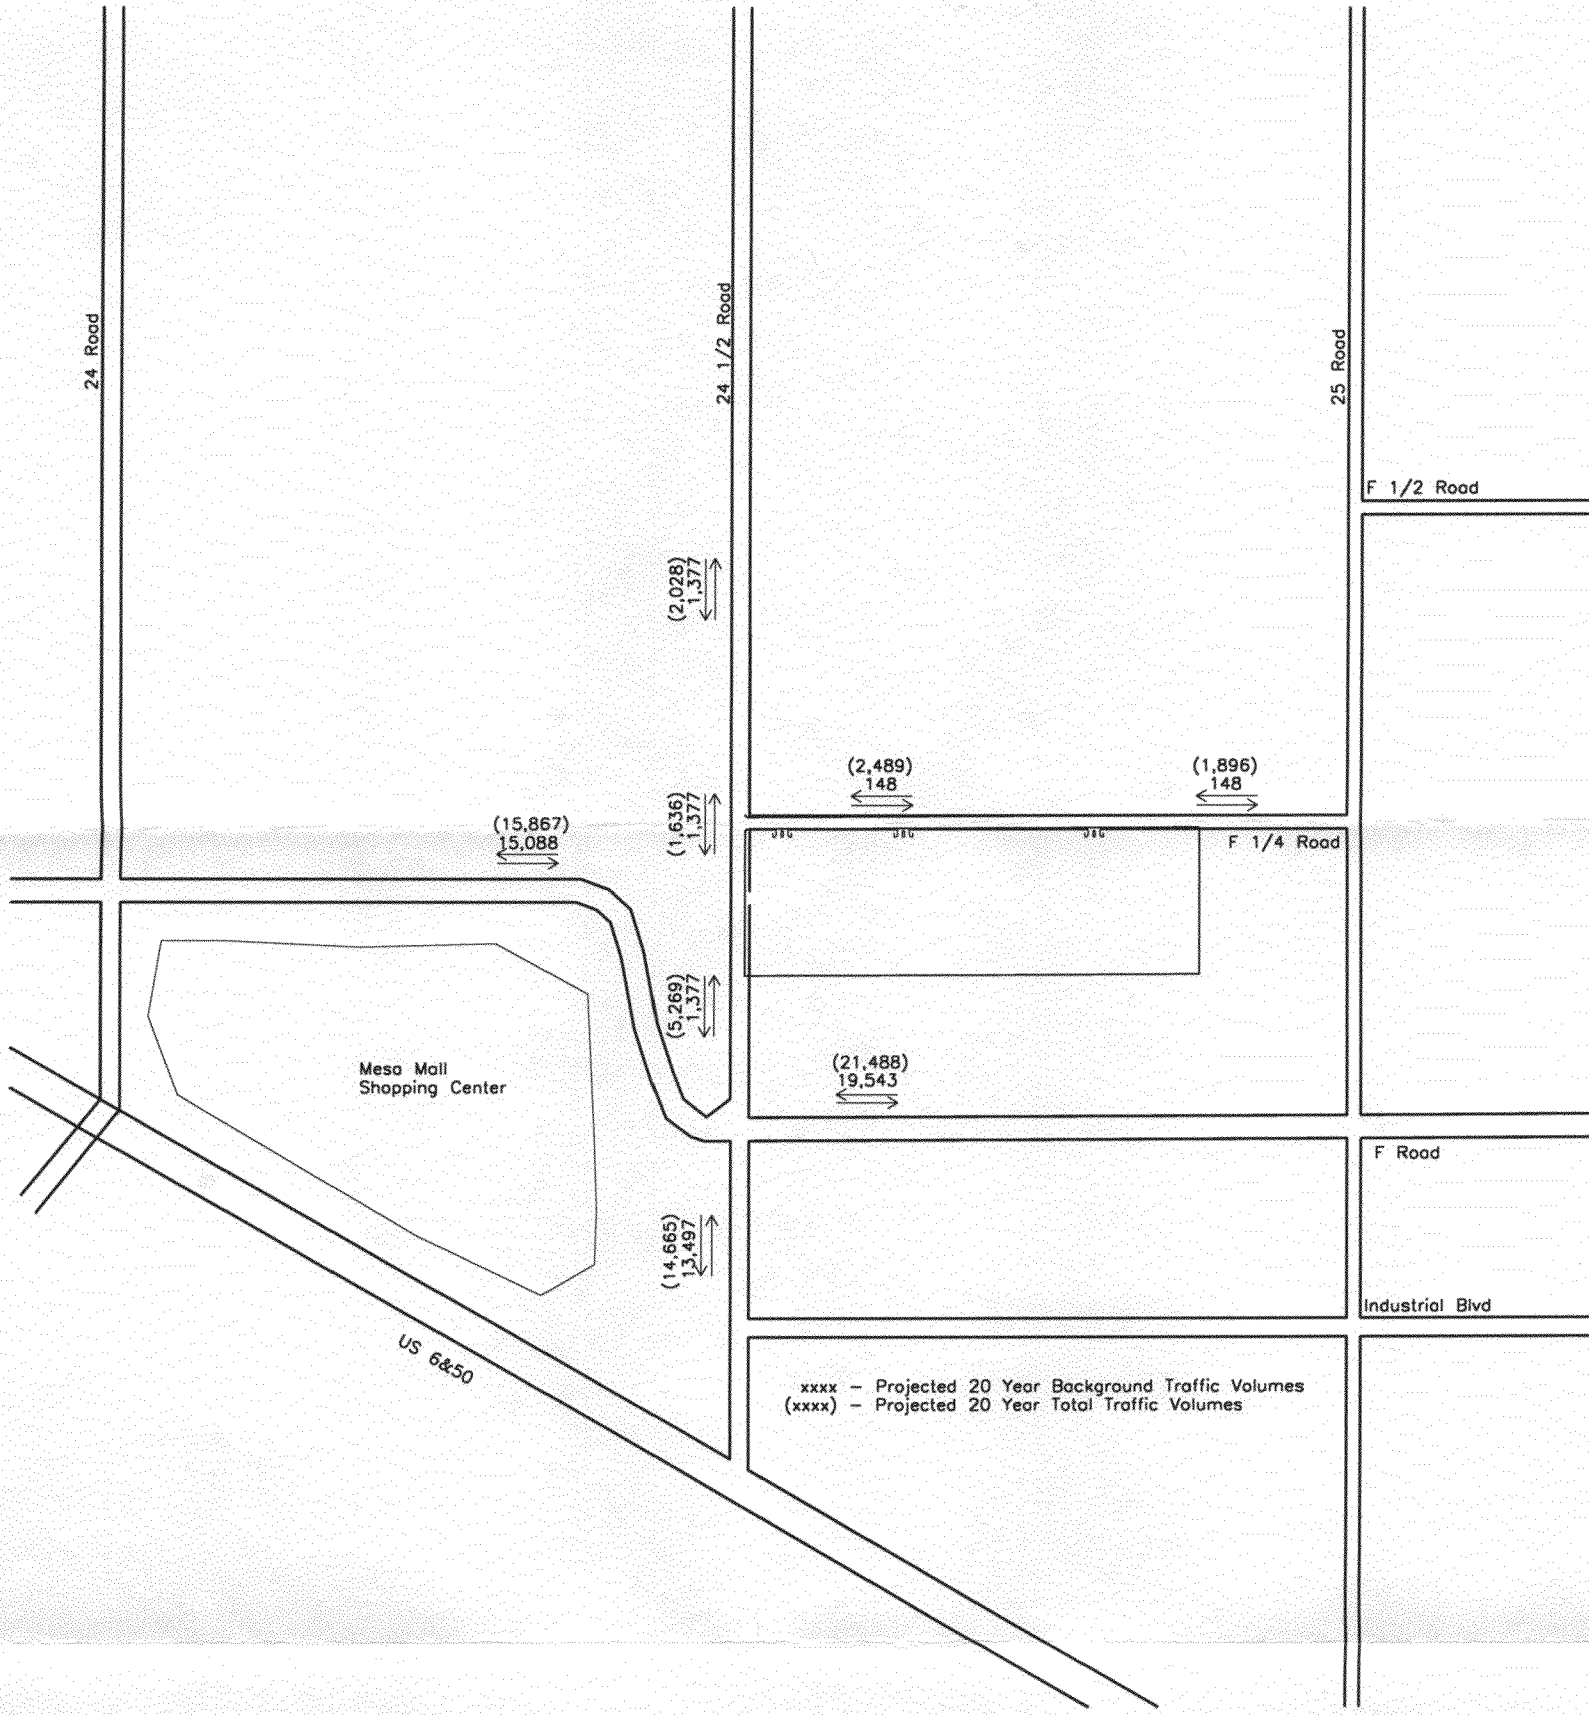 24 Road
24 1/2 Road
25 Road
F 1/2 Road
(2,028)
1,377
(2,489)
148
(1,896)
148
(1,636)
1,377
(15,867)
15,088
F 1/4 Road
(5,269)
1,377
Mesa Mall
Shopping Center
(21,488)
19,543
F Road
(14,665)
13,497
Industrial Blvd
US 6&50
xxxx – Projected 20 Year Background Traffic Volumes
(xxxx) – Projected 20 Year Total Traffic Volumes